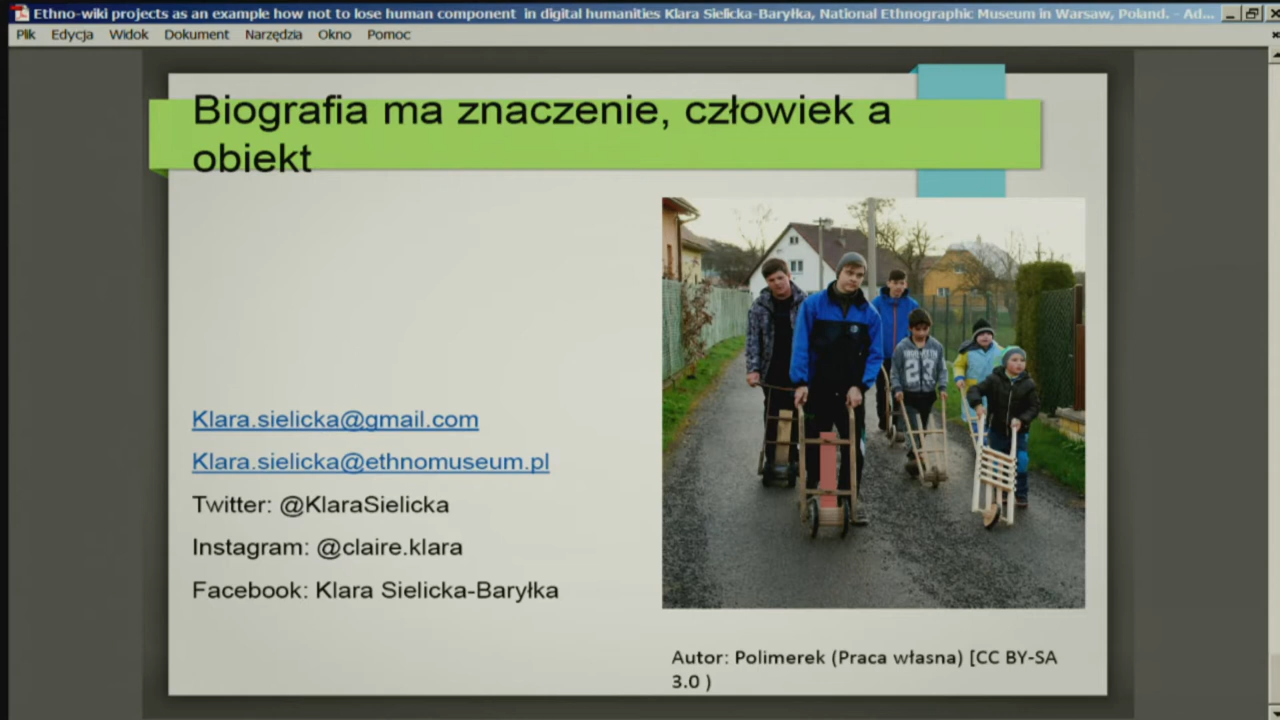 Ethno-wiki projects as an example how not to lose human component in digital humanities Klara Sielicka-Baryłka, National Ethnographic Museum in Warsaw, Poland. - Ad...
Plik Edycja Widok Dokument Narzędzia Okno Pomoc
Biografia ma znaczenie, człowiek a
obiekt
Klara.sielicka@gmail.com
Klara.sielicka@ethnomuseum.pl
Twitter: @KlaraSielicka
Instagram: @claire.klara
Facebook: Klara Sielicka-Baryłka
23
Autor: Polimerek (Praca własna) [CC BY-SA
3.0 )